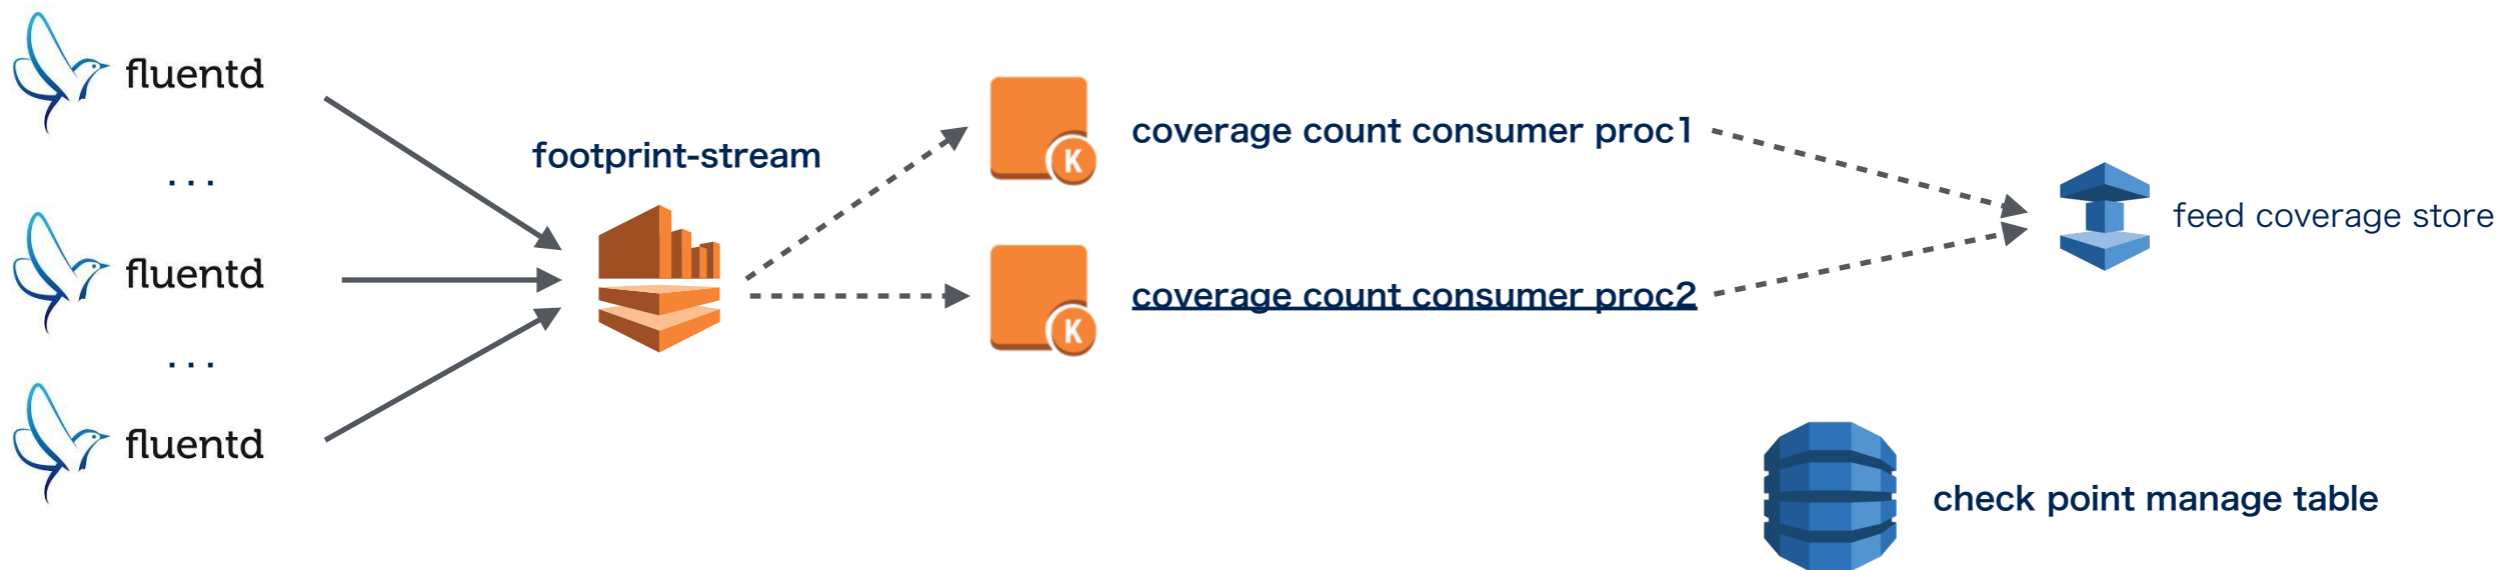 fluentd
...
fluentd
...
fluentd
footprint-stream
K
coverage count consumer proc1
K
coverage count consumer proc2
feed coverage store
check point manage table